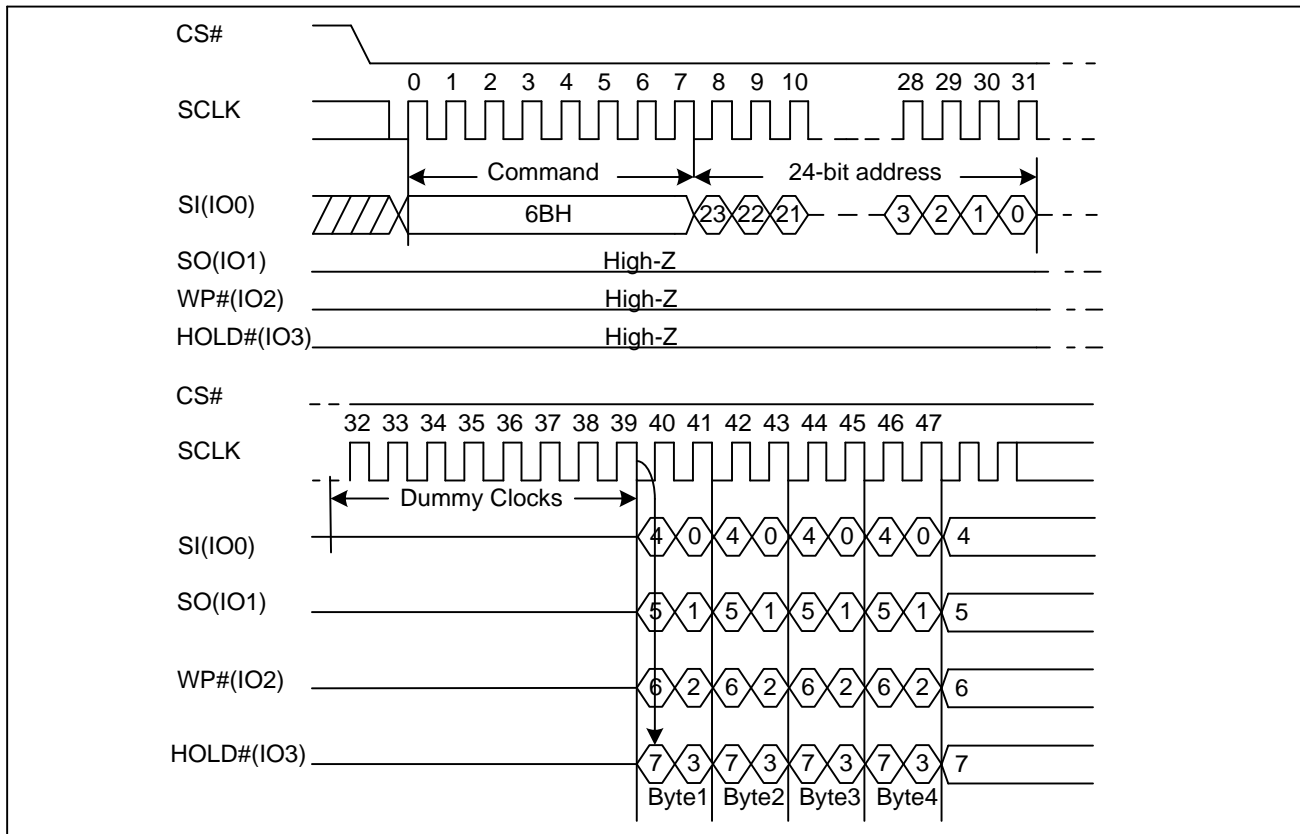 CS#
0 1 2 3 4 5 6 7 8 9 10 28 29 30 31
SCLK
Command 24-bit address
SI(IO0) 6BH 23 22 21 3 2 1 0
SO(IO1) High-Z
WP#(IO2) High-Z
HOLD#(IO3) High-Z
CS#
32 33 34 35 36 37 38 39 40 41 42 43 44 45 46 47
SCLK
Dummy Clocks
SI(IO0) 4 0 4 0 4 0 4 0 4
SO(IO1) 5 1 5 1 5 1 5 1 5
WP#(IO2) 6 2 6 2 6 2 6 2 6
HOLD#(IO3) 7 3 7 3 7 3 7 3 7
Byte1 Byte2 Byte3 Byte4